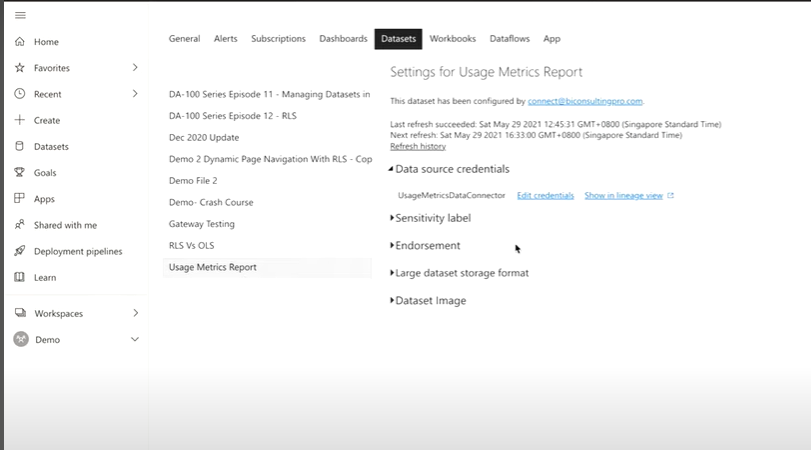 General Alerts Subscriptions Dashboards Datasets Workbooks Dataflows App
Home
Favorites
Recent
Create
Datasets
Goals
Apps
Shared with me
Deployment pipelines
Learn
Workspaces
Demo
DA-100 Series Episode 11 - Managing Datasets in
DA-100 Series Episode 12 - RLS
Dec 2020 Update
Demo 2 Dynamic Page Navigation With RLS - Cop
Demo File 2
Demo- Crash Course
Gateway Testing
RLS Vs OLS
Usage Metrics Report
Settings for Usage Metrics Report
This dataset has been configured by connect@biconsultingpro.com.
Last refresh succeeded: Sat May 29 2021 12:45:31 GMT+0800 (Singapore Standard Time)
Next refresh: Sat May 29 2021 16:33:00 GMT+0800 (Singapore Standard Time)
Refresh history
Data source credentials
UsageMetricsDataConnector Edit credentials Show in lineage view
Sensitivity label
Endorsement
Large dataset storage format
Dataset Image